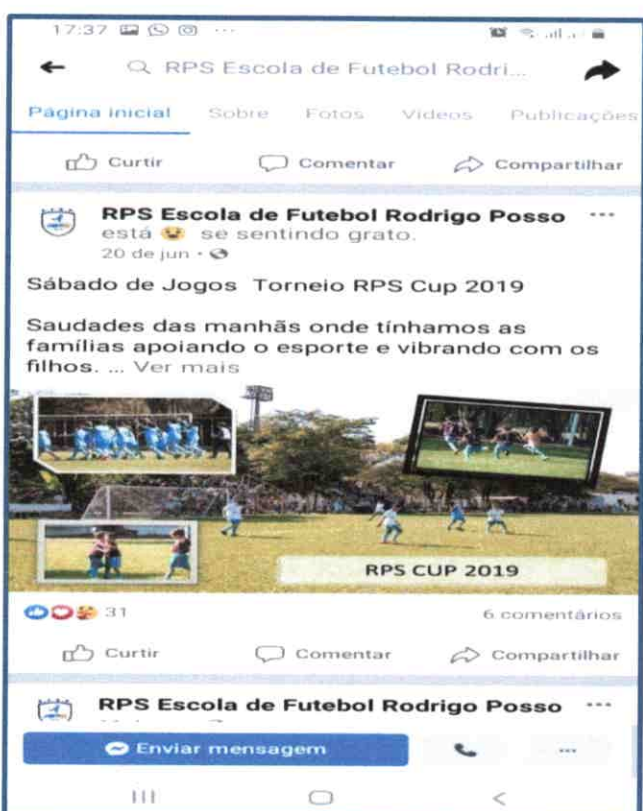 17:37
RPS Escola de Futebol Rodri...
Página inicial Sobre Fotos Vídeos Publicações
Curtir Comentar Compartilhar
RPS Escola de Futebol Rodrigo Posso
está se sentindo grato.
20 de jun
Sábado de Jogos Torneio RPS Cup 2019
Saudades das manhãs onde tínhamos as
famílias apoiando o esporte e vibrando com os
filhos. ... Ver mais
RPS CUP 2019
31 6 comentários
Curtir Comentar Compartilhar
RPS Escola de Futebol Rodrigo Posso
Enviar mensagem